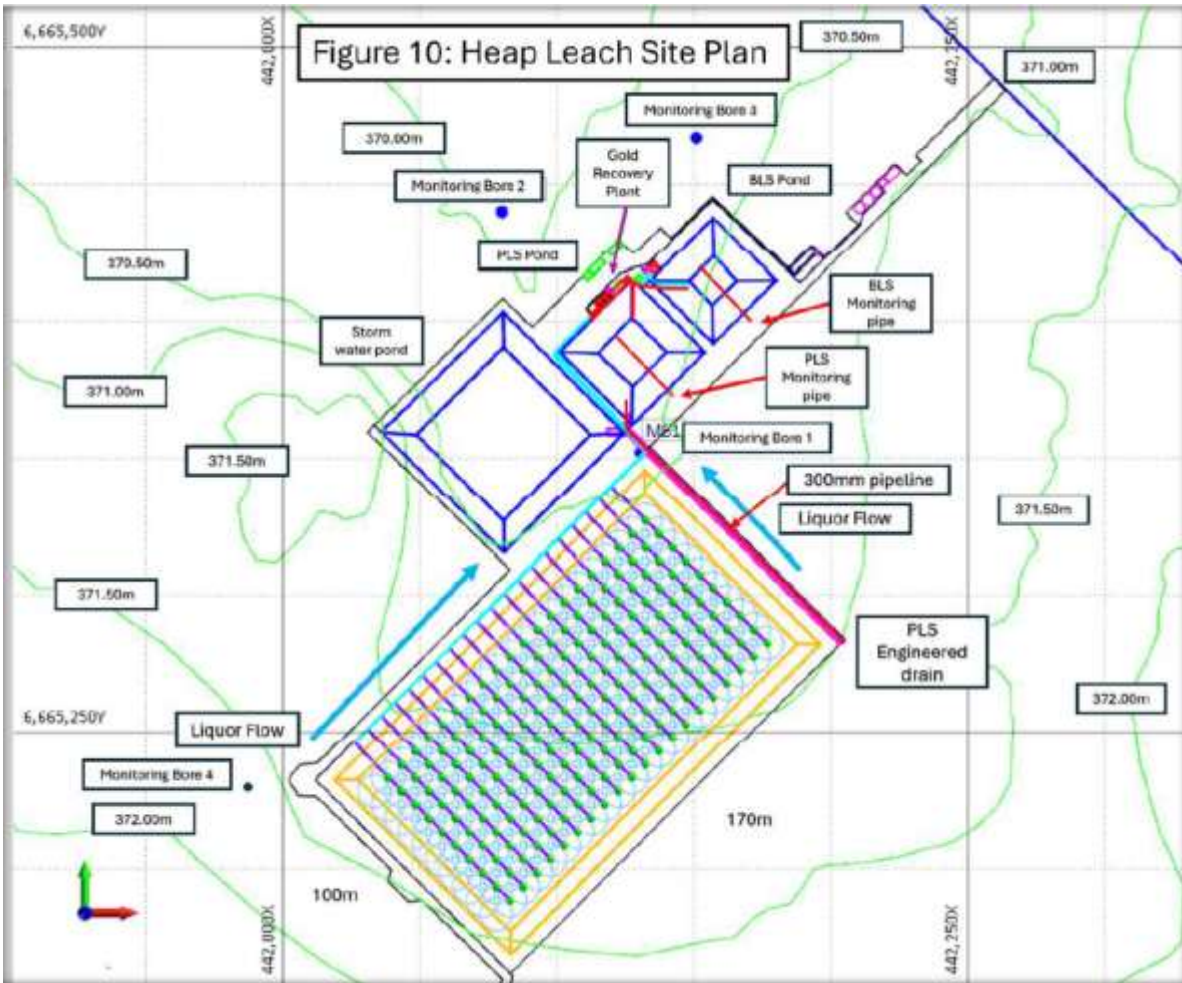 6,665,500Y
442,000X
Figure 10: Heap Leach Site Plan
370.50m
442,250X
371.00m
370.00m
Monitoring Bore 3
Gold
Recovery
Plant
Monitoring Bore 2
BLS Pond
PLS Pond
370.50m
BLS
Monitoring
pipe
Storm
water pond
PLS
Monitoring
pipe
371.00m
MB1
Monitoring Bore 1
371.50m
300mm pipeline
Liquor Flow
371.50m
371.50m
PLS
Engineered
drain
372.00m
6,665,250Y
Liquor Flow
Monitoring Bore 4
372.00m
170m
100m
442,000X
442,250X